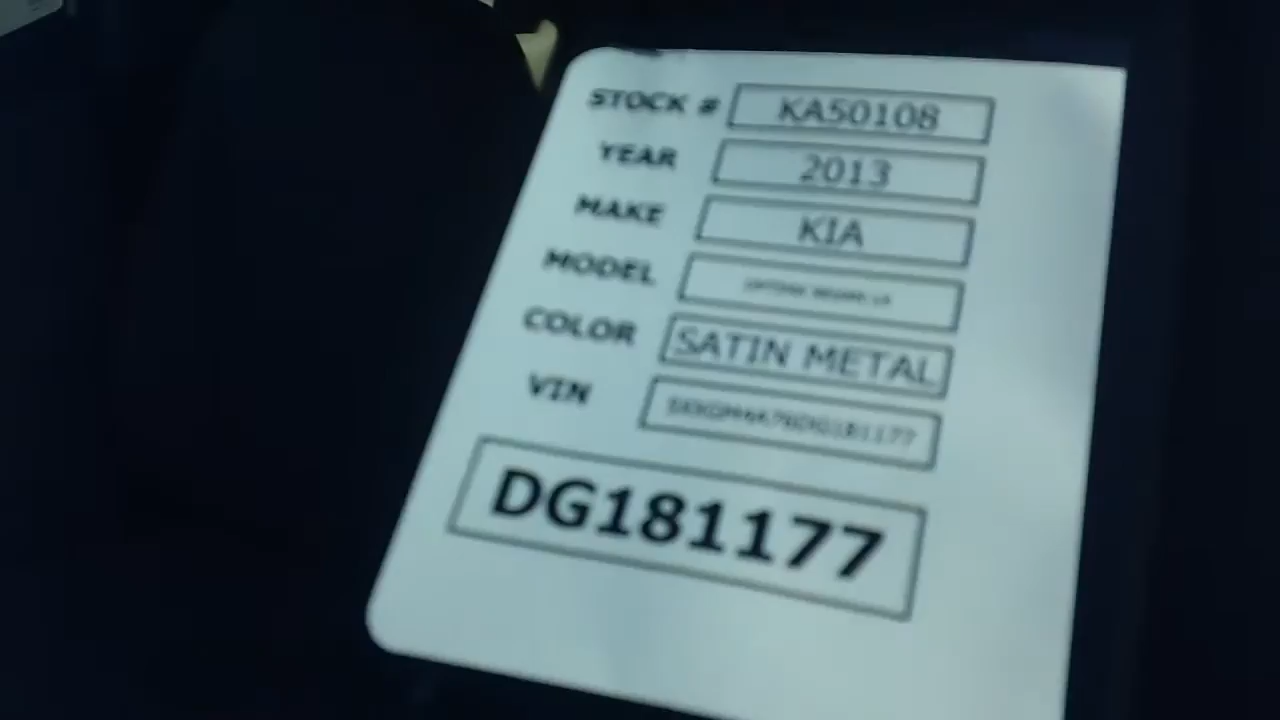 STOCK # KA50108
YEAR 2013
MAKE KIA
MODEL
COLOR SATIN METAL
VIN
DG181177